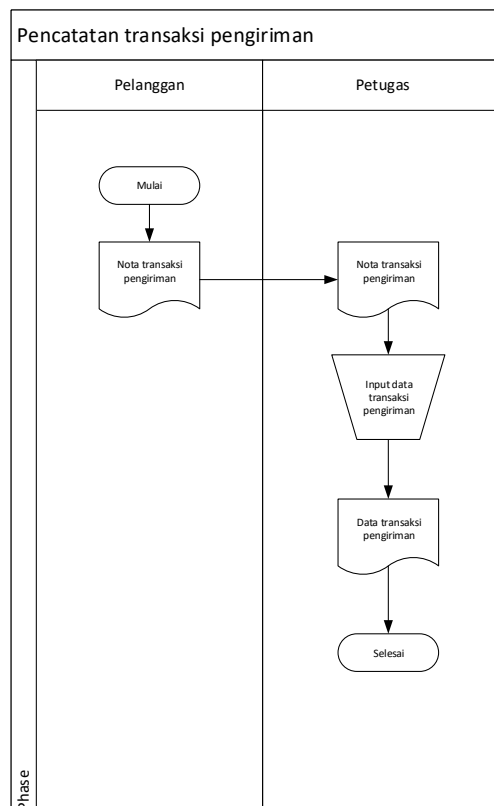 Pencatatan transaksi pengiriman
Pelanggan
Petugas
Mulai
Nota transaksi
pengiriman
Nota transaksi
pengiriman
Input data
transaksi
pengiriman
Data transaksi
pengiriman
Selesai
Phase